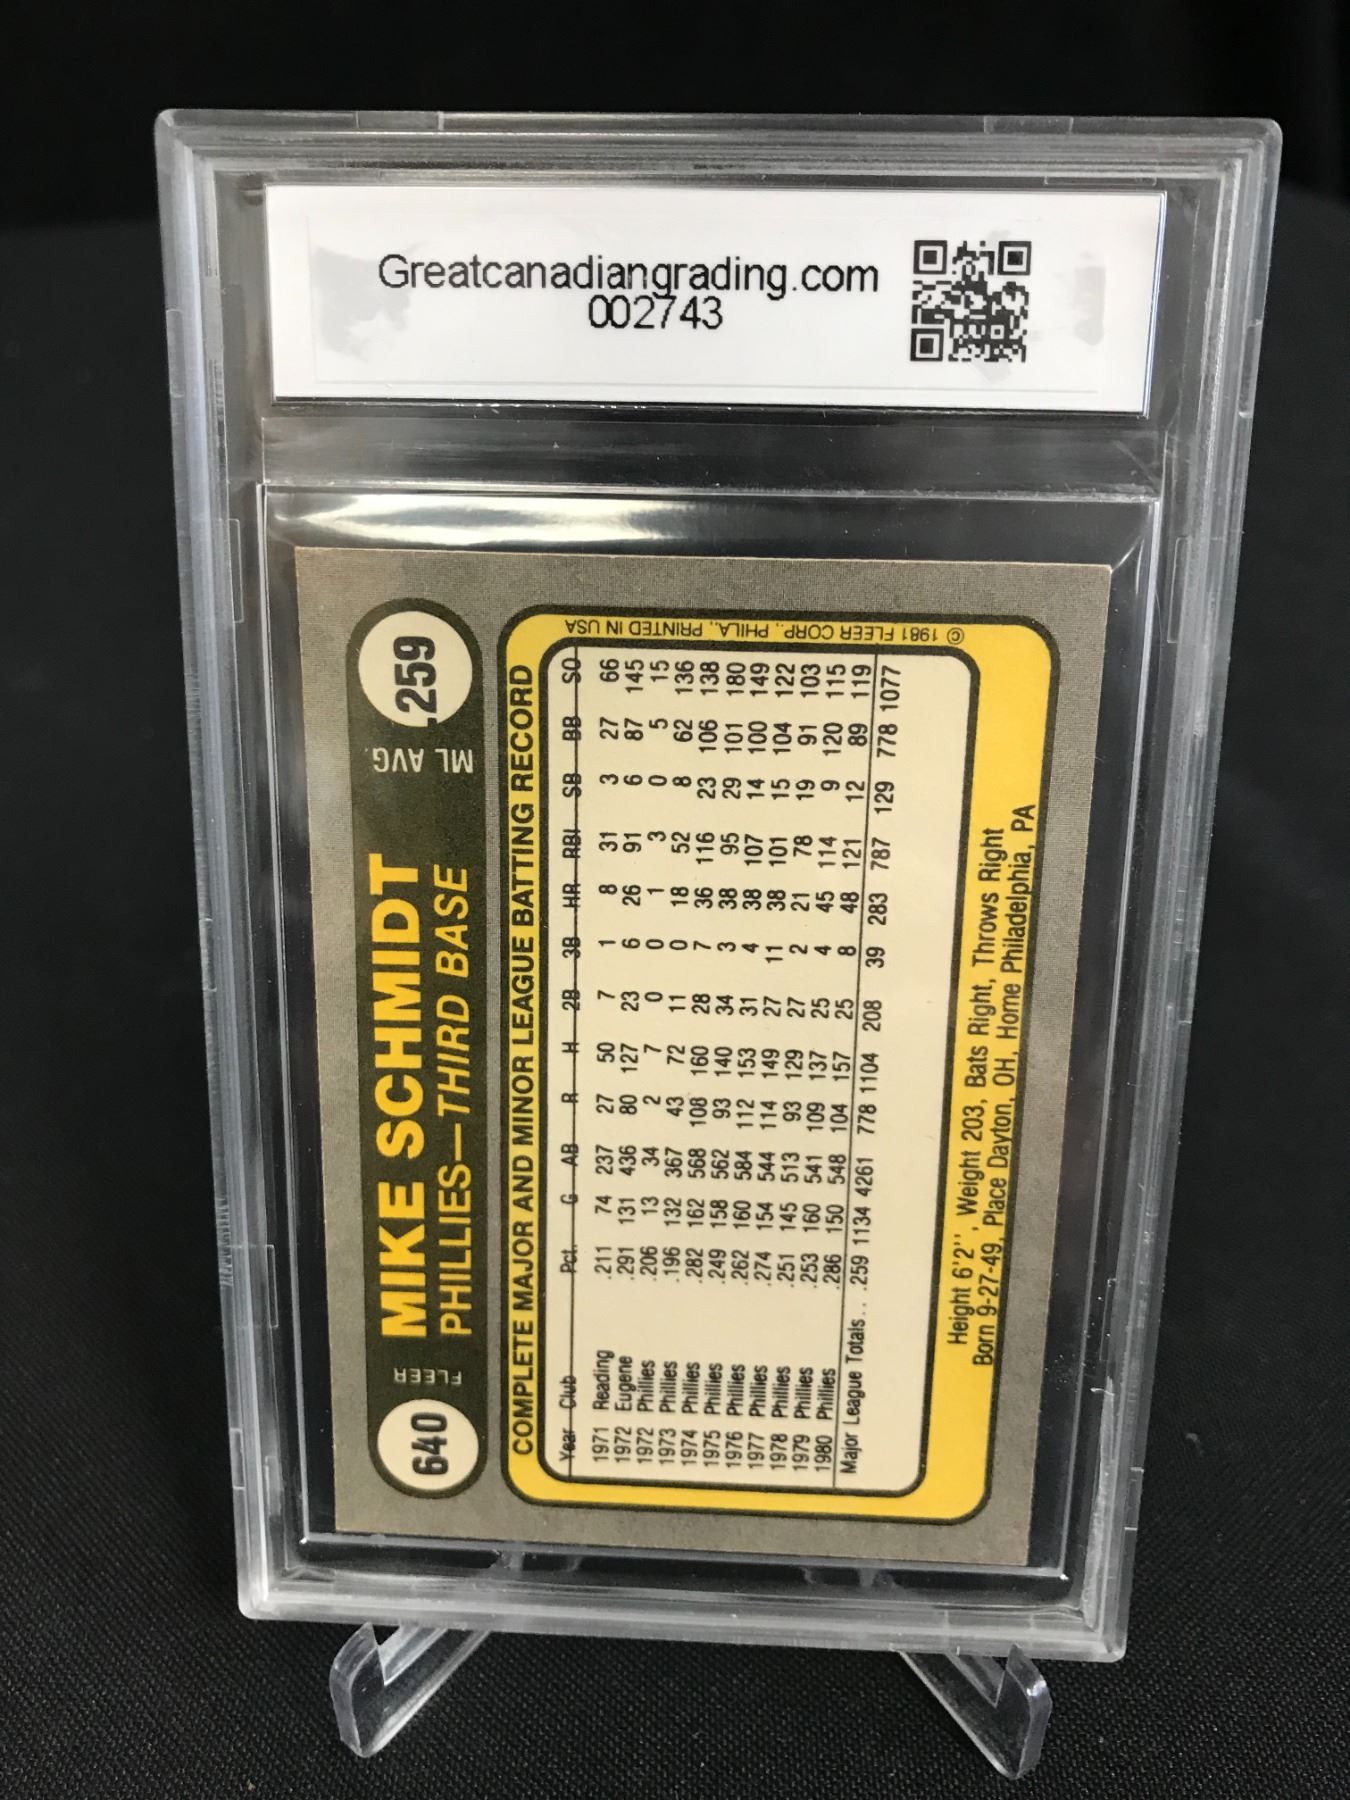 Greatcanadiangrading.com
002743
640 FLEER MIKE SCHMIDT ML AVG. .259
PHILLIES—THIRD BASE
COMPLETE MAJOR AND MINOR LEAGUE BATTING RECORD
Year Club Pct. G AB R H 2B 3B HR RBI SB BB SO
1971 Reading .211 74 237 27 50 7 1 8 31 3 27 66
1972 Eugene .291 131 436 80 127 23 6 26 91 6 87 145
1972 Phillies .206 13 34 2 7 0 0 1 3 0 5 15
1973 Phillies .196 132 367 43 72 11 0 18 52 8 62 136
1974 Phillies .282 162 568 108 160 28 7 36 116 23 106 138
1975 Phillies .249 158 562 93 140 34 3 38 95 29 101 180
1976 Phillies .262 160 584 112 153 31 4 38 107 14 100 149
1977 Phillies .274 154 544 114 149 27 11 38 101 15 104 122
1978 Phillies .251 145 513 93 129 27 2 21 78 19 91 103
1979 Phillies .253 160 541 109 137 25 4 45 114 9 120 115
1980 Phillies .286 150 548 104 157 25 8 48 121 12 89 119
Major League Totals . . .259 1134 4261 778 1104 208 39 283 787 129 778 1077
Height 6'2'', Weight 203, Bats Right, Throws Right
Born 9-27-49, Place Dayton, OH, Home Philadelphia, PA
© 1981 FLEER CORP., PHILA., PRINTED IN USA